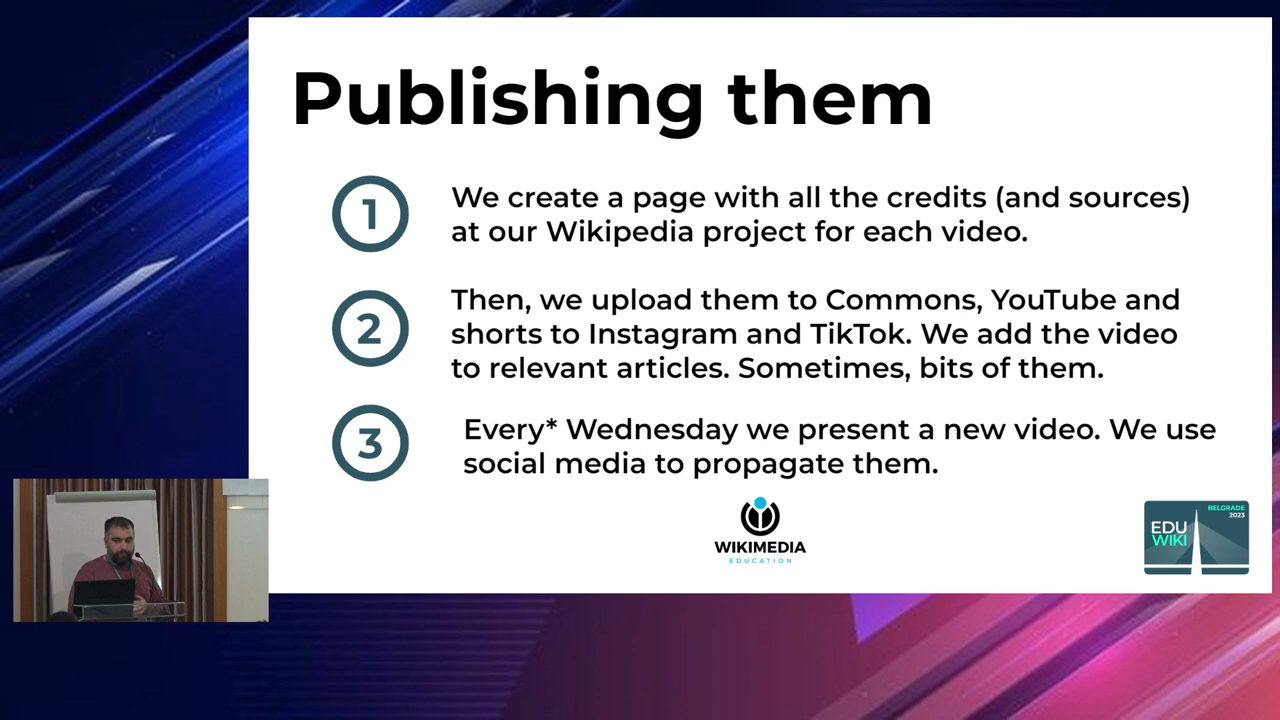 Publishing them
1
We create a page with all the credits (and sources)
at our Wikipedia project for each video.
2
Then, we upload them to Commons, YouTube and
shorts to Instagram and TikTok. We add the video
to relevant articles. Sometimes, bits of them.
3
Every* Wednesday we present a new video. We use
social media to propagate them.
WIKIMEDIA
EDUCATION
BELGRADE
2023
EDU
WIKI